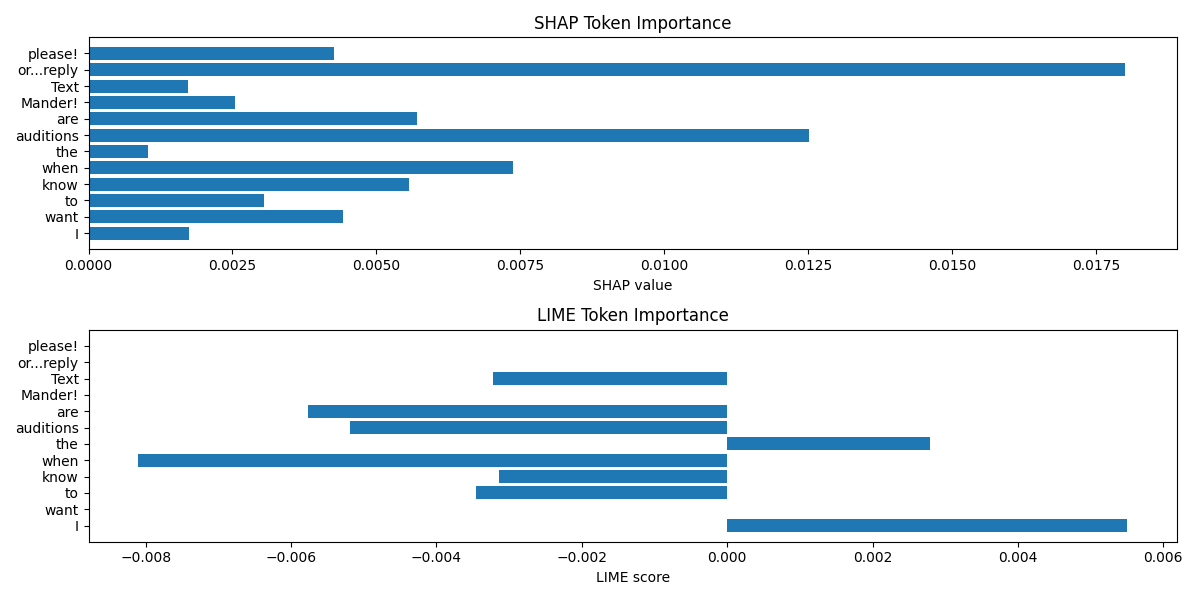 SHAP Token Importance
please!
or...reply
Text
Mander!
are
auditions
the
when
know
to
want
I
0.0000 0.0025 0.0050 0.0075 0.0100 0.0125 0.0150 0.0175
SHAP value
LIME Token Importance
please!
or...reply
Text
Mander!
are
auditions
the
when
know
to
want
I
−0.008 −0.006 −0.004 −0.002 0.000 0.002 0.004 0.006
LIME score